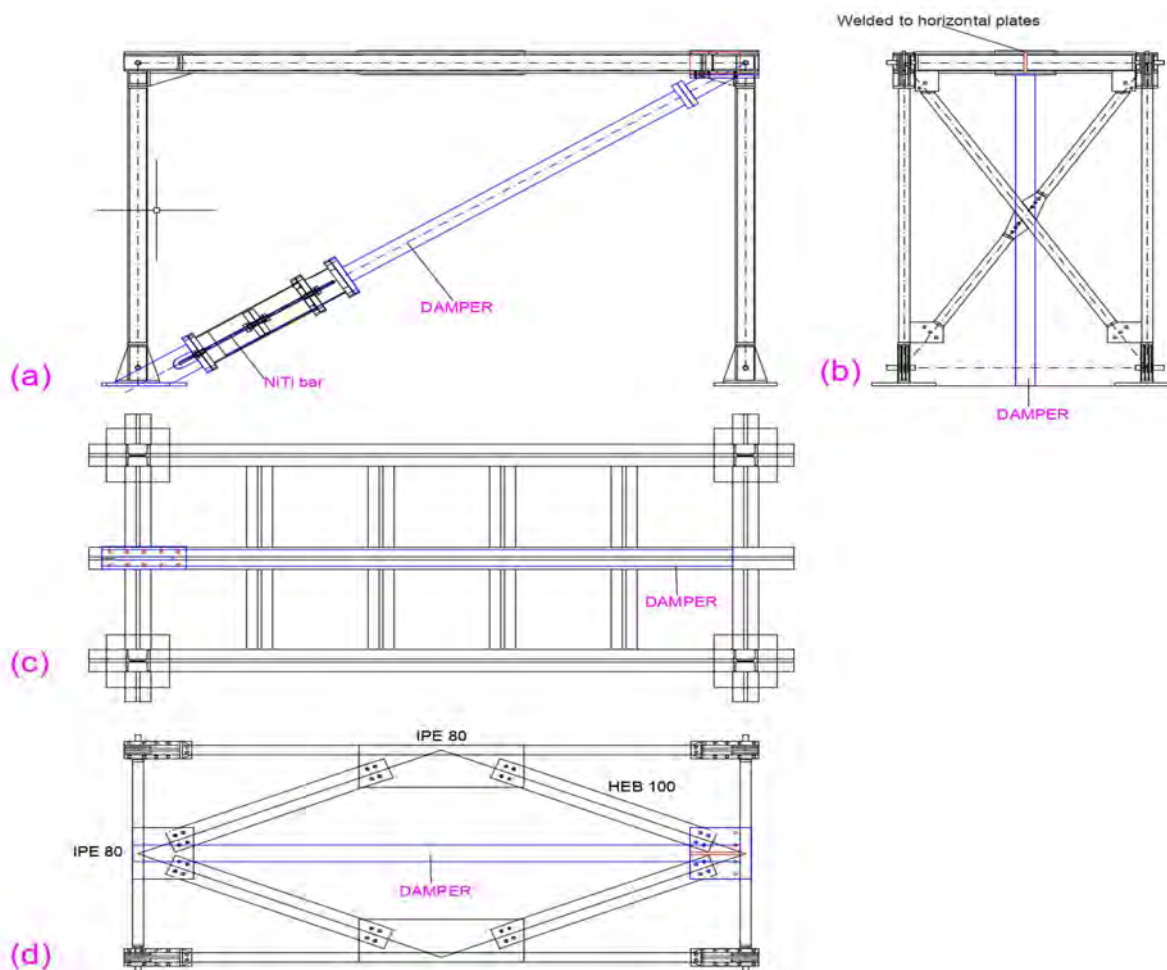 Welded to horizontal plates
DAMPER
NiTi bar
(a)
(b)
DAMPER
DAMPER
(c)
IPE 80
HEB 100
IPE 80
DAMPER
(d)